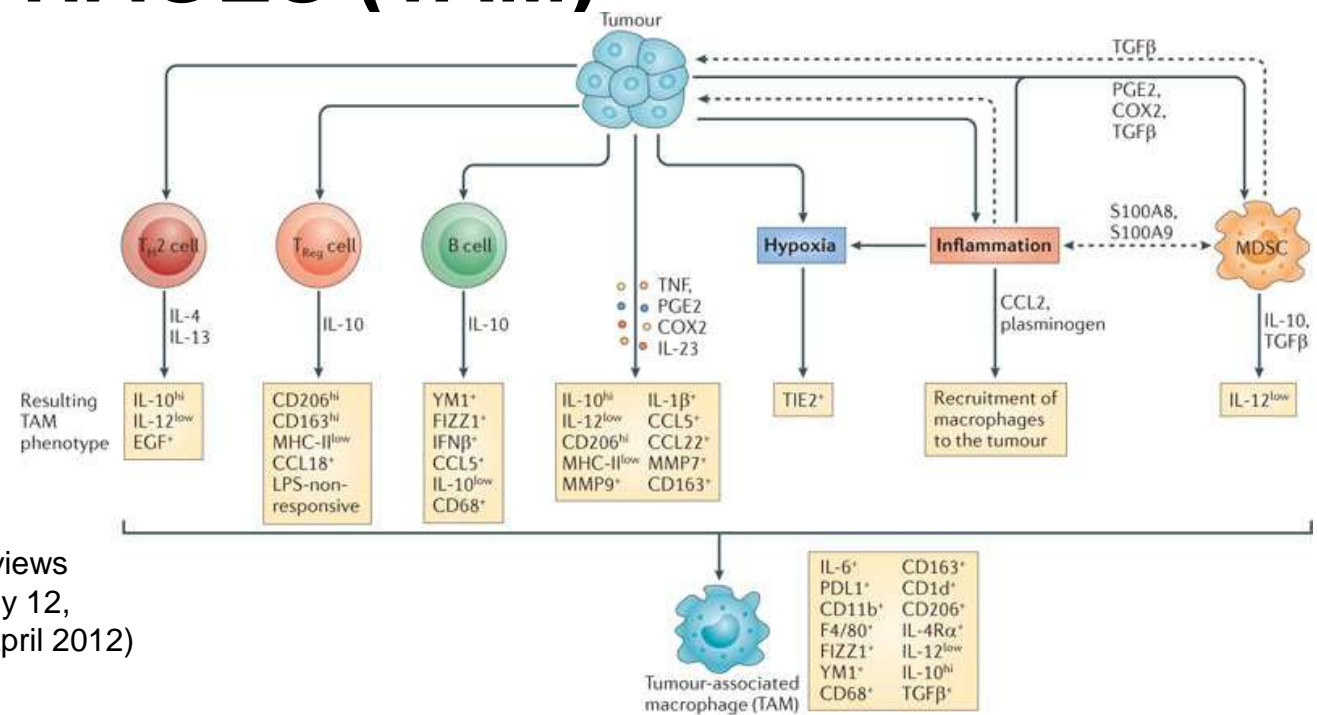 Tumour
TGFβ
PGE2,
COX2,
TGFβ
T_H2 cell
T_Reg cell
B cell
Hypoxia
Inflammation
S100A8,
S100A9
MDSC
IL-4
IL-13
IL-10
IL-10
TNF,
PGE2
COX2
IL-23
CCL2,
plasminogen
IL-10,
TGFβ
Resulting
TAM
phenotype
IL-10ʰⁱ
IL-12ˡᵒʷ
EGF⁺
CD206ʰⁱ
CD163ʰⁱ
MHC-IIˡᵒʷ
CCL18⁺
LPS-non-
responsive
YM1⁺
FIZZ1⁺
IFNβ⁺
CCL5⁺
IL-10ˡᵒʷ
CD68⁺
IL-10ʰⁱ IL-1β⁺
IL-12ˡᵒʷ CCL5⁺
CD206ʰⁱ CCL22⁺
MHC-IIˡᵒʷ MMP7⁺
MMP9⁺ CD163⁺
TIE2⁺
Recruitment of
macrophages
to the tumour
IL-12ˡᵒʷ
y 12,
2012)
Tumour-associated
macrophage (TAM)
IL-6⁺ CD163⁺
PDL1⁺ CD1d⁺
CD11b⁺ CD206⁺
F4/80⁺ IL-4Rα⁺
FIZZ1⁺ IL-12ˡᵒʷ
YM1⁺ IL-10ʰⁱ
CD68⁺ TGFβ⁺